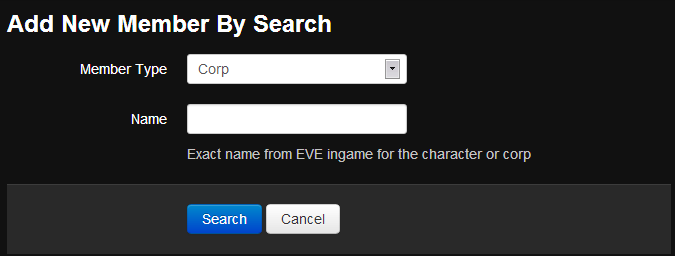 Add New Member By Search
Member Type Corp
Name
Exact name from EVE ingame for the character or corp
Search Cancel